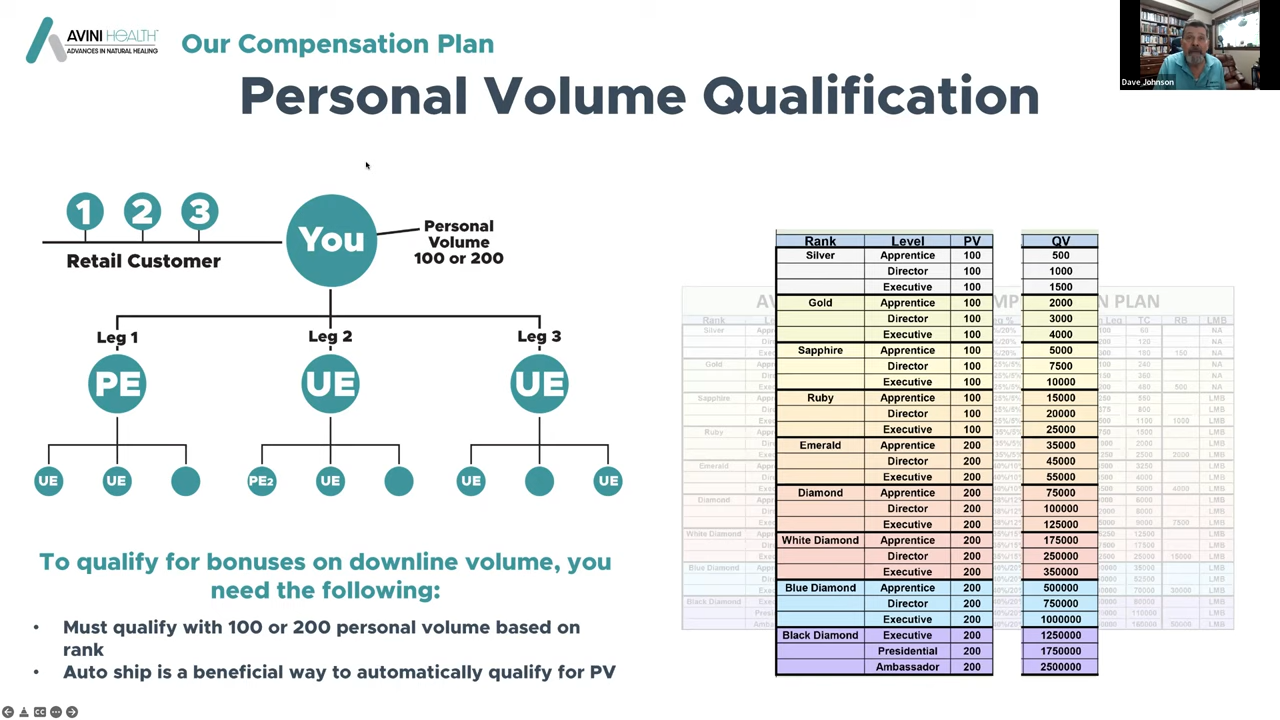 AVINI HEALTH
ADVANCES IN NATURAL HEALING
Our Compensation Plan
Personal Volume Qualification
Dave Johnson
1 2 3
Retail Customer
You
Personal
Volume
100 or 200
Leg 1 Leg 2 Leg 3
PE UE UE
UE UE PE2 UE UE UE
To qualify for bonuses on downline volume, you
need the following:
• Must qualify with 100 or 200 personal volume based on
rank
• Auto ship is a beneficial way to automatically qualify for PV
Rank Level PV QV
Silver Apprentice 100 500
Director 100 1000
Executive 100 1500
Gold Apprentice 100 2000
Director 100 3000
Executive 100 4000
Sapphire Apprentice 100 5000
Director 100 7500
Executive 100 10000
Ruby Apprentice 100 15000
Director 100 20000
Executive 100 25000
Emerald Apprentice 200 35000
Director 200 45000
Executive 200 55000
Diamond Apprentice 200 75000
Director 200 100000
Executive 200 125000
White Diamond Apprentice 200 175000
Director 200 250000
Executive 200 350000
Blue Diamond Apprentice 200 500000
Director 200 750000
Executive 200 1000000
Black Diamond Executive 200 1250000
Presidential 200 1750000
Ambassador 200 2500000